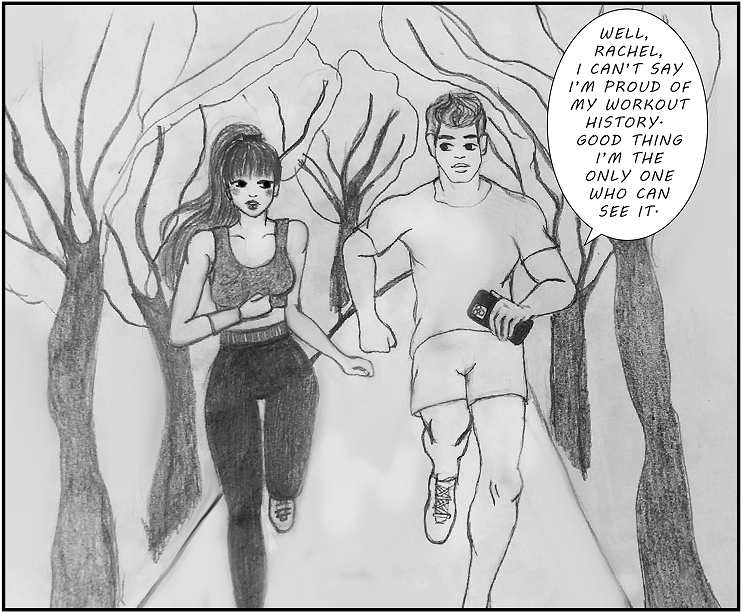 WELL,
RACHEL,
I CAN'T SAY
I'M PROUD OF
MY WORKOUT
HISTORY.
GOOD THING
I'M THE
ONLY ONE
WHO CAN
SEE IT.